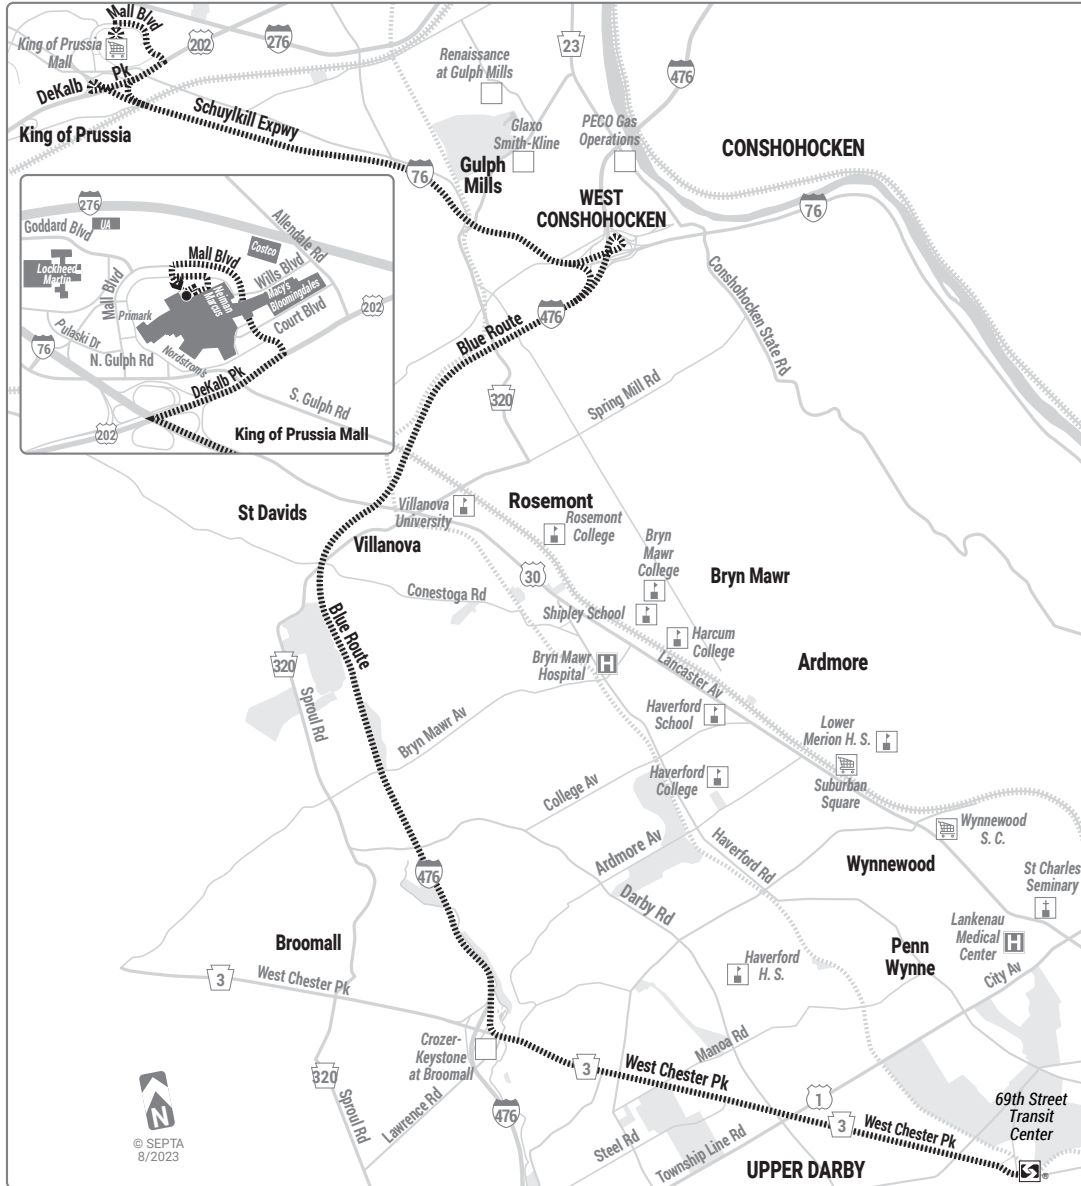 Mall Blvd
King of Prussia
Mall
202
276
23
Renaissance
at Gulph Mills
476
DeKalb
Pk
Schuylkill Expwy
King of Prussia
Glaxo
Smith-Kline
PECO Gas
Operations
CONSHOHOCKEN
Gulph
Mills
76
WEST
CONSHOHOCKEN
76
276
Goddard Blvd
UA
Allendale Rd
Costco
Mall Blvd
Wills Blvd
Lockheed
Martin
Mall Blvd
Neiman
Marcus
Macy's
Bloomingdales
Court Blvd
202
Primark
Pulaski Dr
76
N. Gulph Rd
Nordstrom's
DeKalb Pk
202
King of Prussia Mall
S. Gulph Rd
Conshohocken State Rd
476
Blue Route
320
Spring Mill Rd
St Davids
Villanova
University
Rosemont
Rosemont
College
Villanova
Bryn
Mawr
College
Bryn Mawr
30
Conestoga Rd
Shipley School
Harcum
College
Blue Route
Bryn Mawr
Hospital
H
Lancaster Av
Ardmore
320
Sproul Rd
Haverford
School
Bryn Mawr Av
Lower
Merion H. S.
Haverford
College
Suburban
Square
College Av
Wynnewood
S. C.
Ardmore Av
Haverford Rd
Wynnewood
St Charles
Seminary
476
Darby Rd
Lankenau
Medical
Center
H
Broomall
Penn
Wynne
Haverford
H. S.
City Av
3
West Chester Pk
Crozer-
Keystone
at Broomall
Manoa Rd
3
West Chester Pk
320
Sproul Rd
Lawrence Rd
476
1
3
West Chester Pk
69th Street
Transit
Center
Steel Rd
Township Line Rd
UPPER DARBY
S
®
N
© SEPTA
8/2023